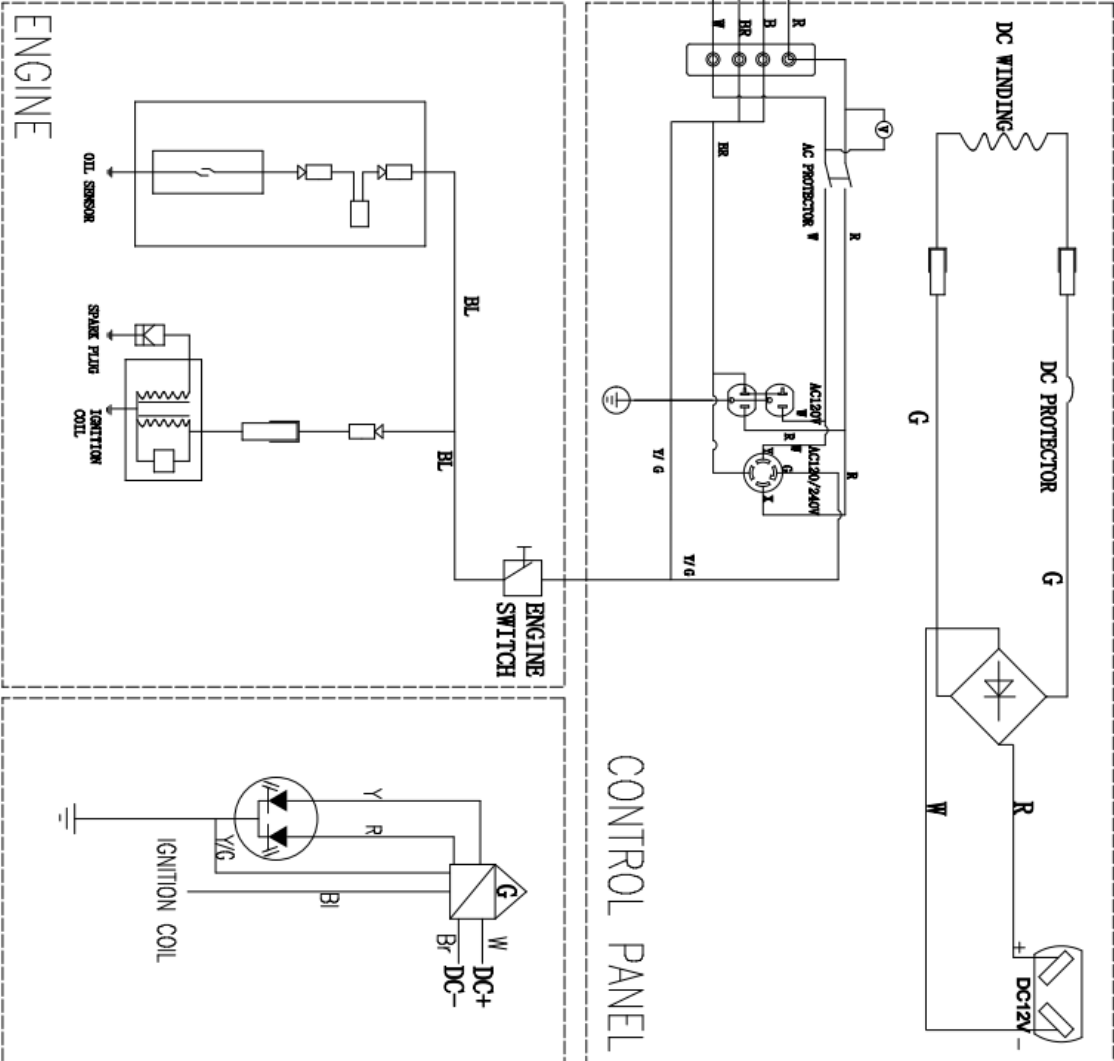 ENGINE
OIL SENSOR
SPARK PLUG
IGNITION
COIL
BL
BL
ENGINE
SWITCH
W
BR
B
R
V
BR
AC PROTECTOR
W
R
AC120V
W
R
W
Y
G
X
AC120/240V
R
Y/G
Y/G
DC WINDING
DC PROTECTOR
G
G
W
R
+
DC12V
-
CONTROL PANEL
Y
R
Y/G
Bl
IGNITION COIL
G
W
Br
DC+
DC-